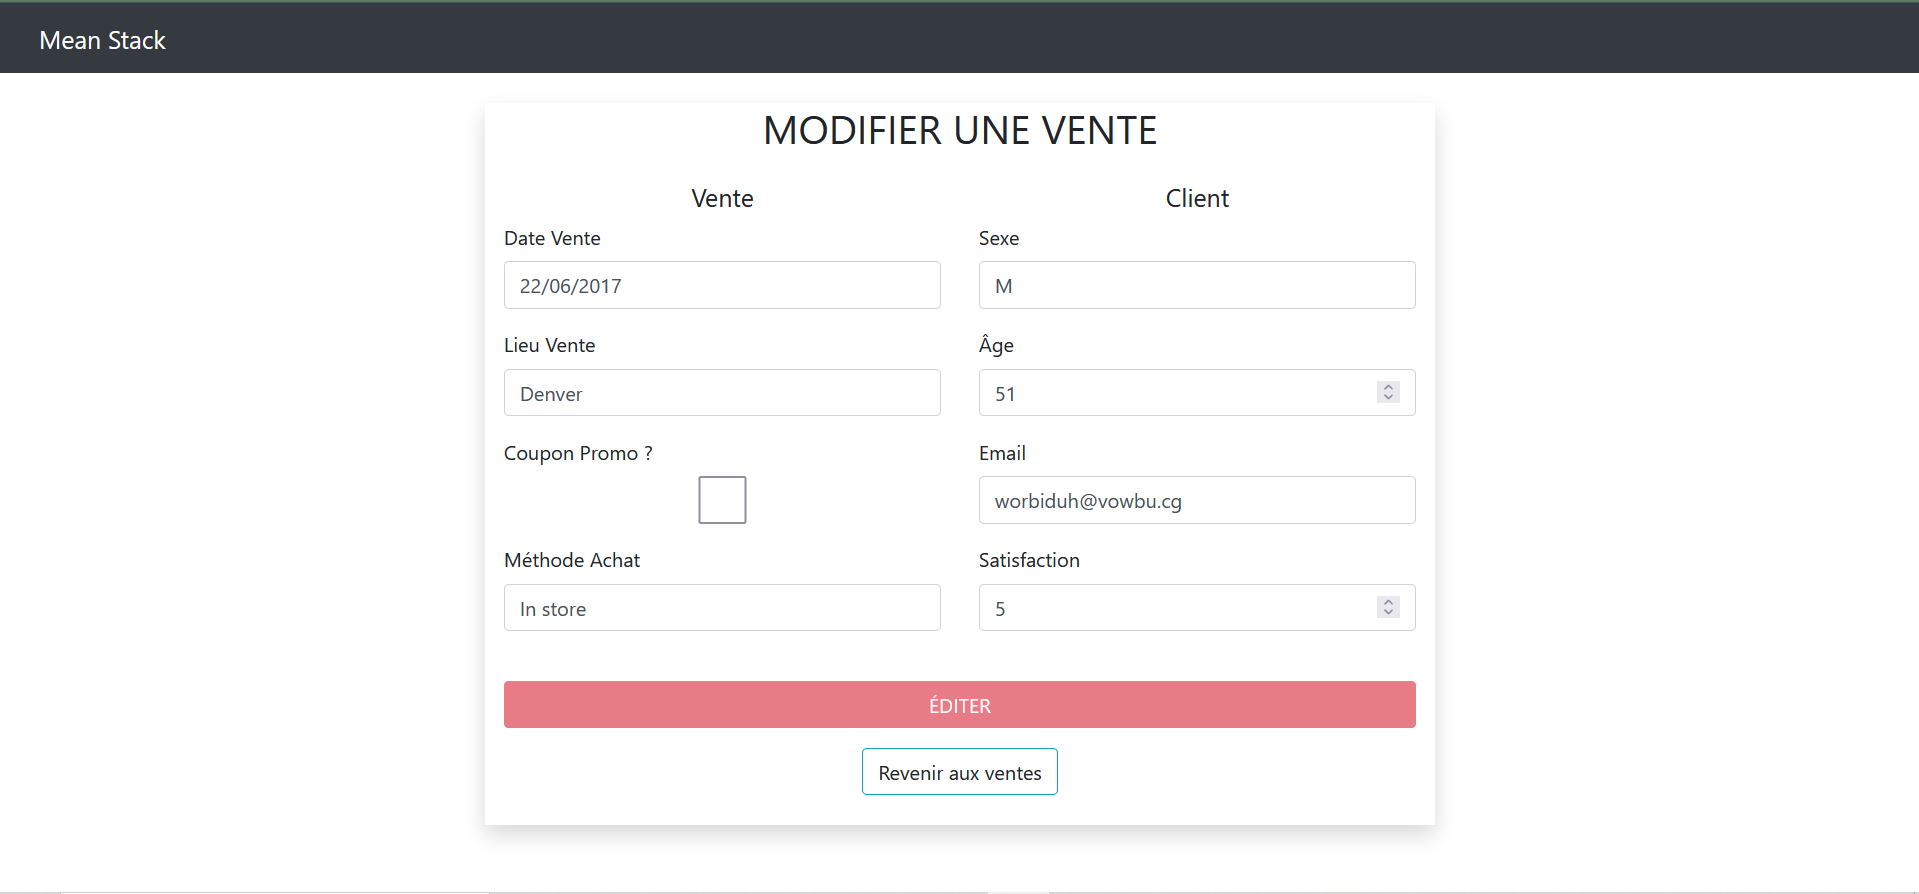 Mean Stack
MODIFIER UNE VENTE
Vente
Date Vente
22/06/2017
Lieu Vente
Denver
Coupon Promo ?
Méthode Achat
In store
Client
Sexe
M
Âge
51
Email
worbiduh@vowbu.cg
Satisfaction
5
ÉDITER
Revenir aux ventes